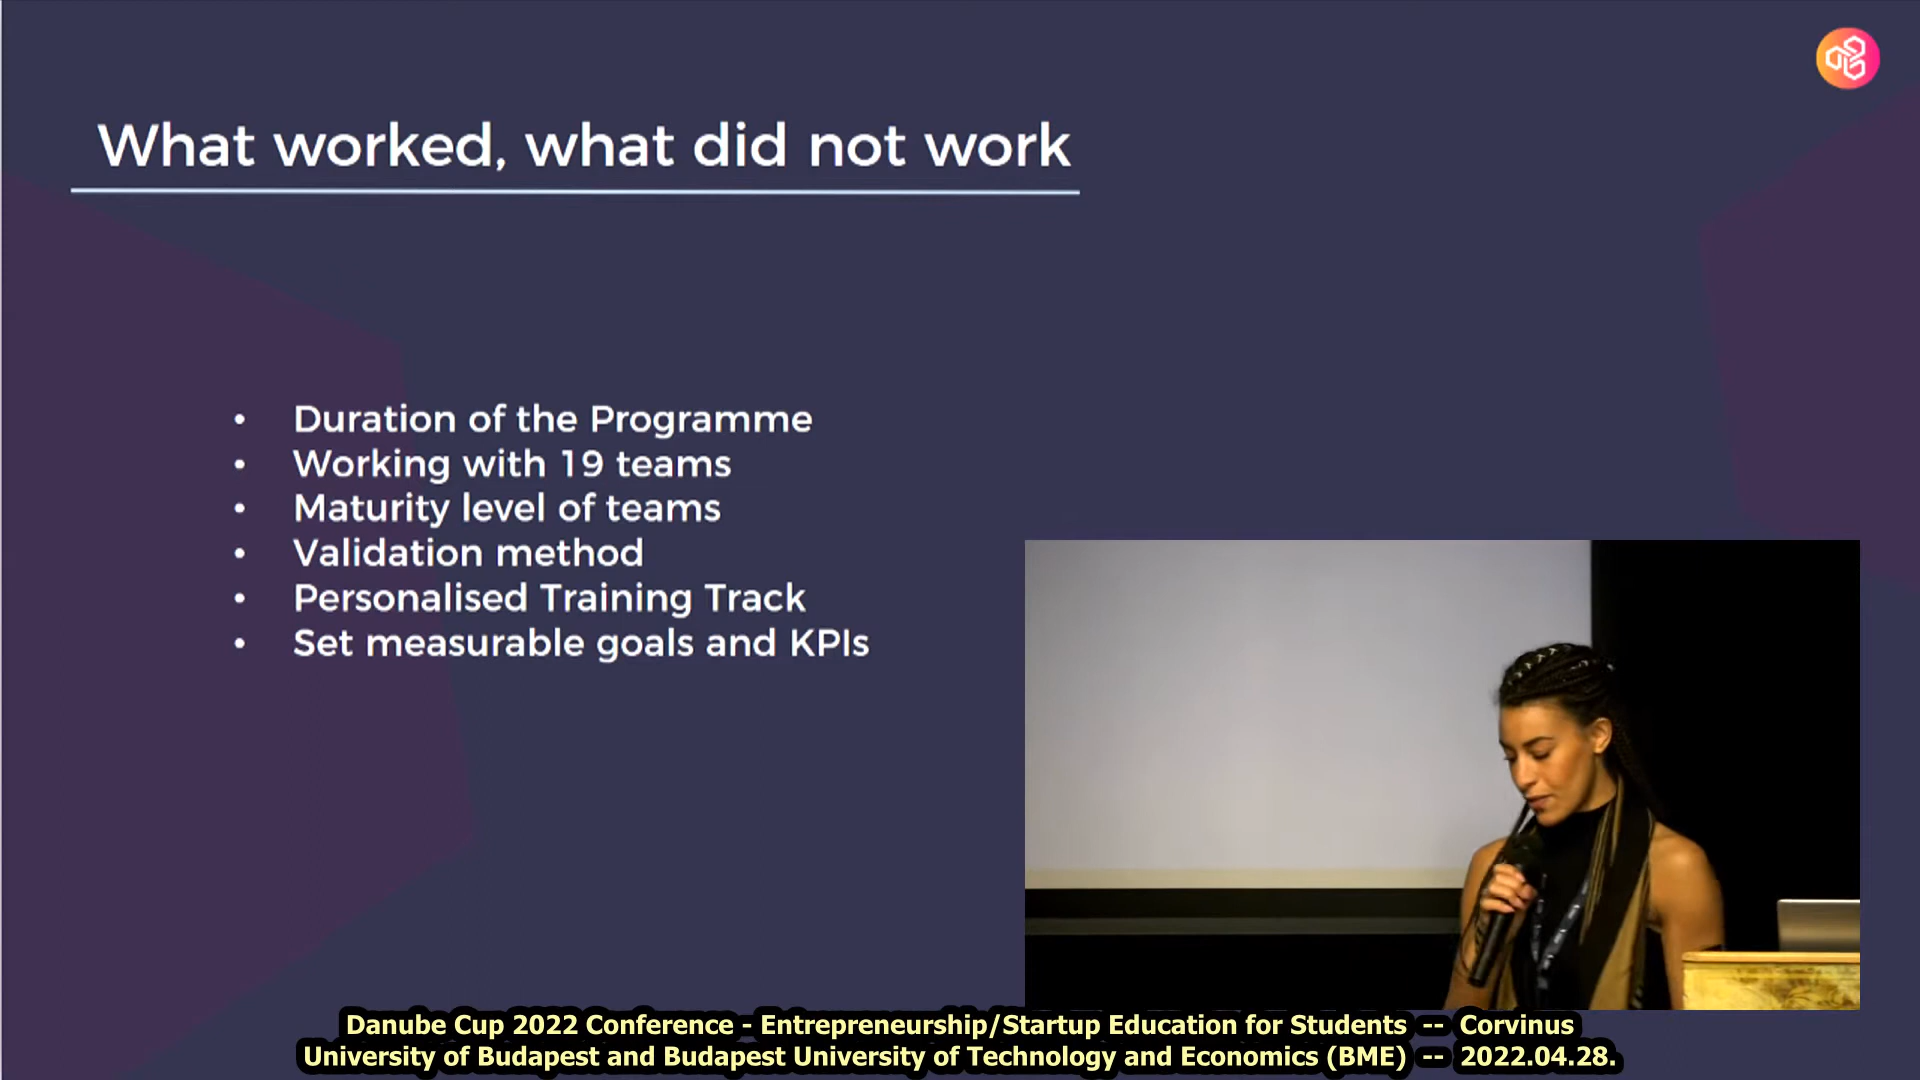 What worked, what did not work
• Duration of the Programme
• Working with 19 teams
• Maturity level of teams
• Validation method
• Personalised Training Track
• Set measurable goals and KPIs
Danube Cup 2022 Conference - Entrepreneurship/Startup Education for Students -- Corvinus
University of Budapest and Budapest University of Technology and Economics (BME) -- 2022.04.28.